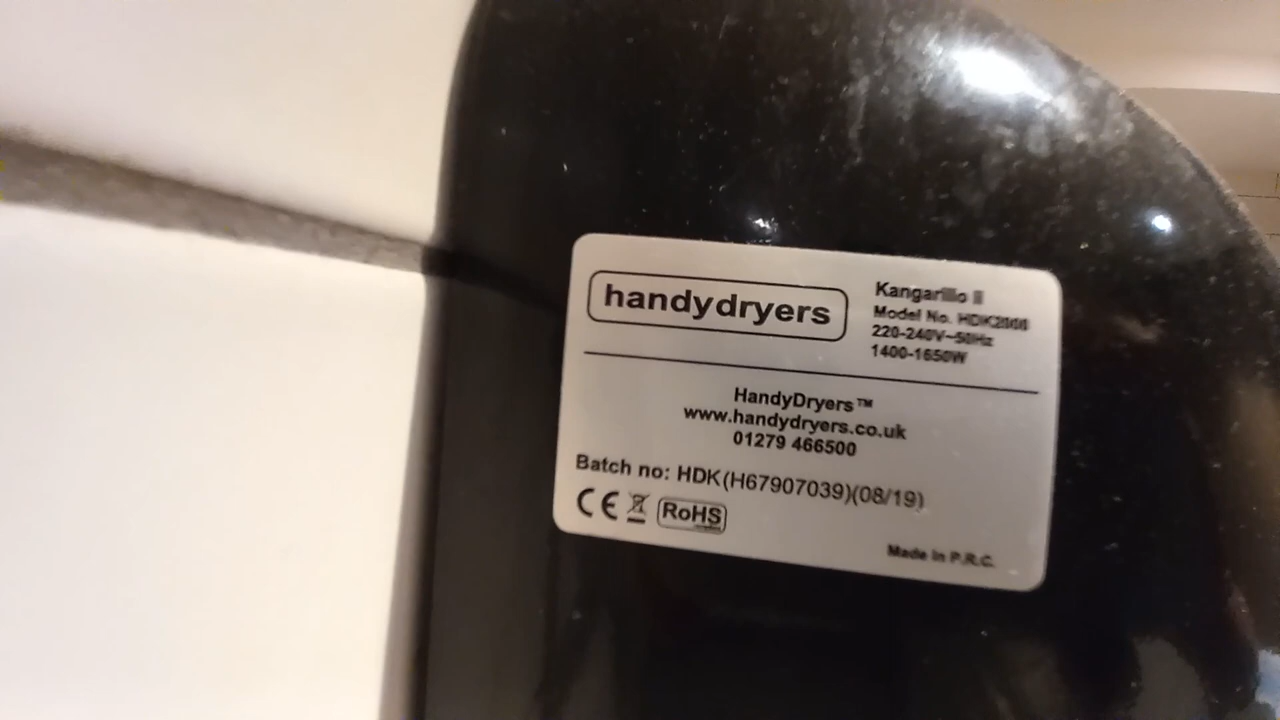 handydryers
Kangarillo II
Model No.
220-240V~50Hz
1400-1650W
HandyDryers™
www.handydryers.co.uk
01279 466500
Batch no: HDK(H67907039)(08/19)
CE
RoHS
Made In P.R.C.